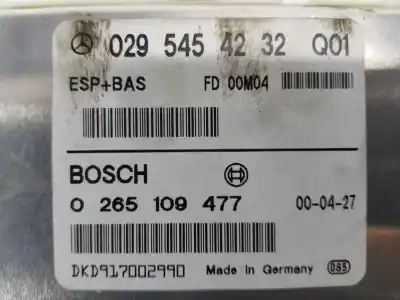 029 545 42 32 Q01
ESP+BAS FD 00M04
BOSCH
0 265 109 477 00-04-27
DKD917002990 Made in Germany 085